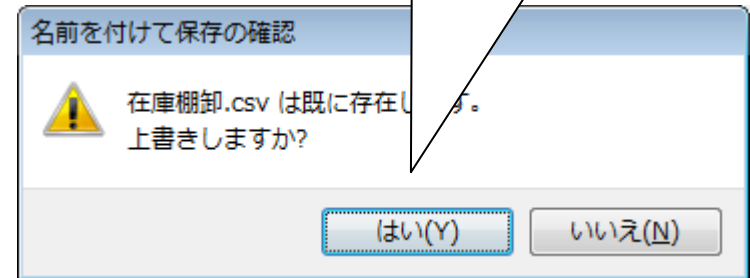 名前を付けて保存の確認
在庫棚卸.csv は既に存在し す。
上書きしますか?
はい(Y)
いいえ(N)